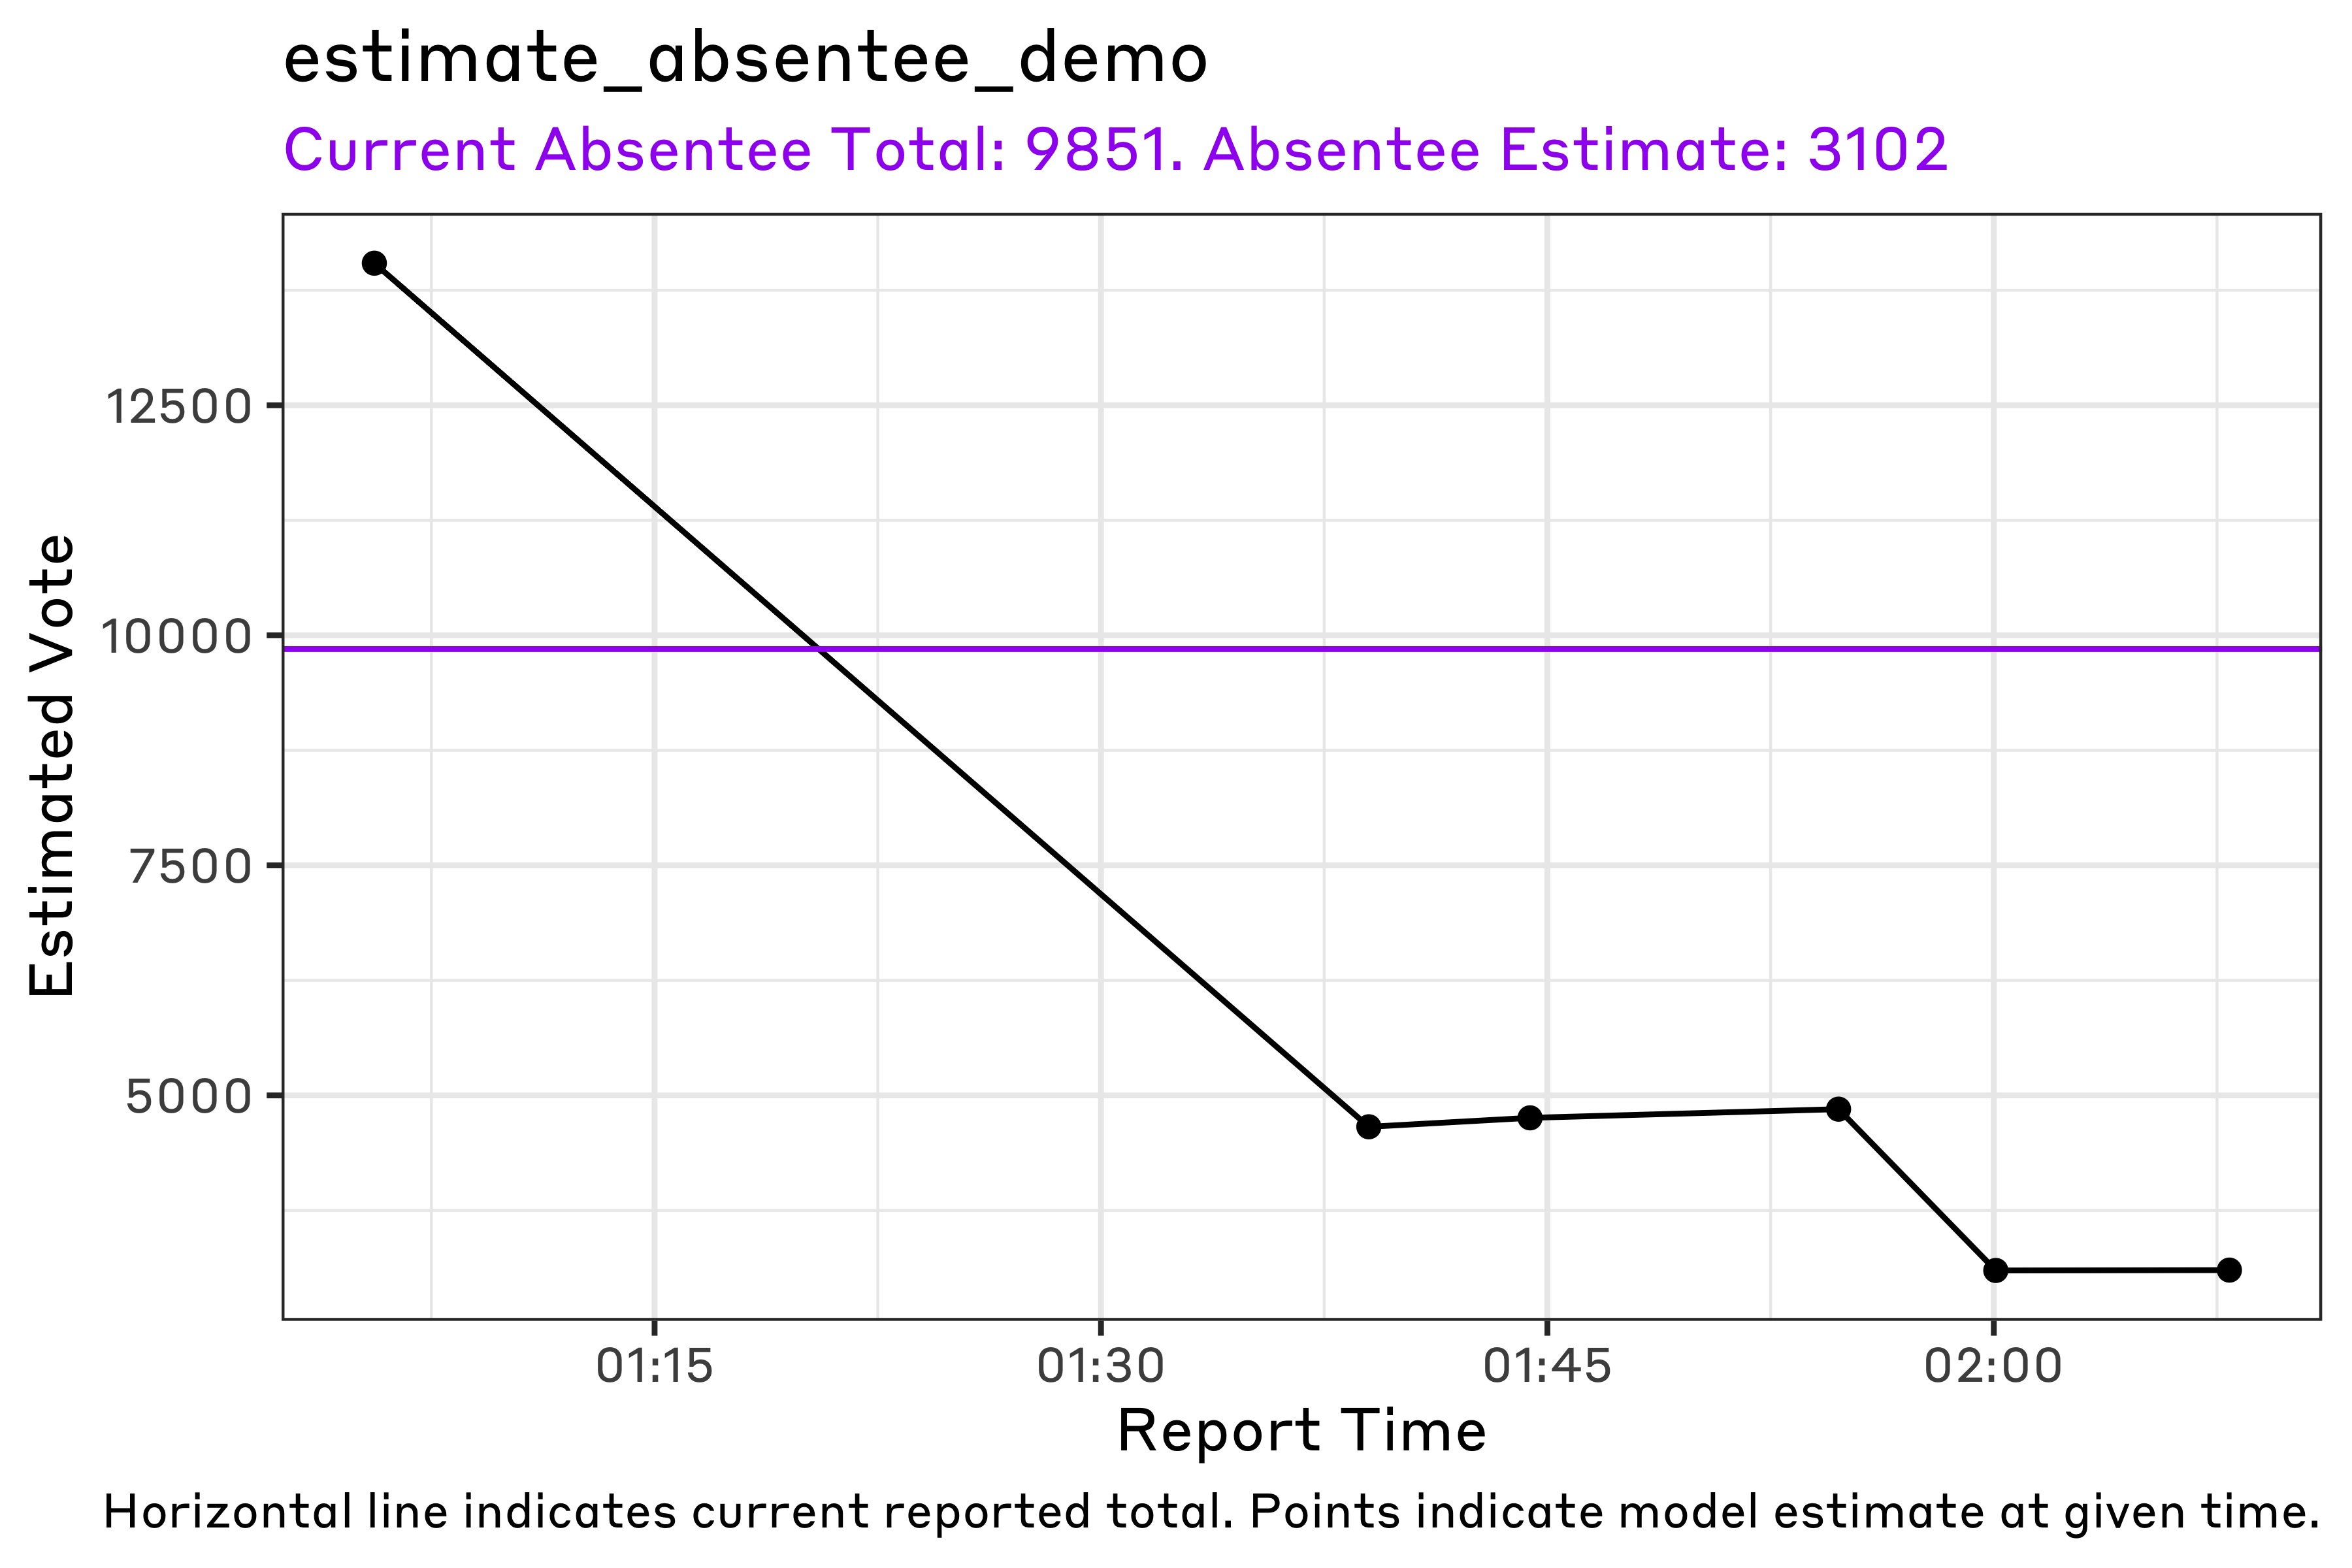 estimate_absentee_demo
Current Absentee Total: 9851. Absentee Estimate: 3102
Estimated Vote
12500
10000
7500
5000
01:15 01:30 01:45 02:00
Report Time
Horizontal line indicates current reported total. Points indicate model estimate at given time.